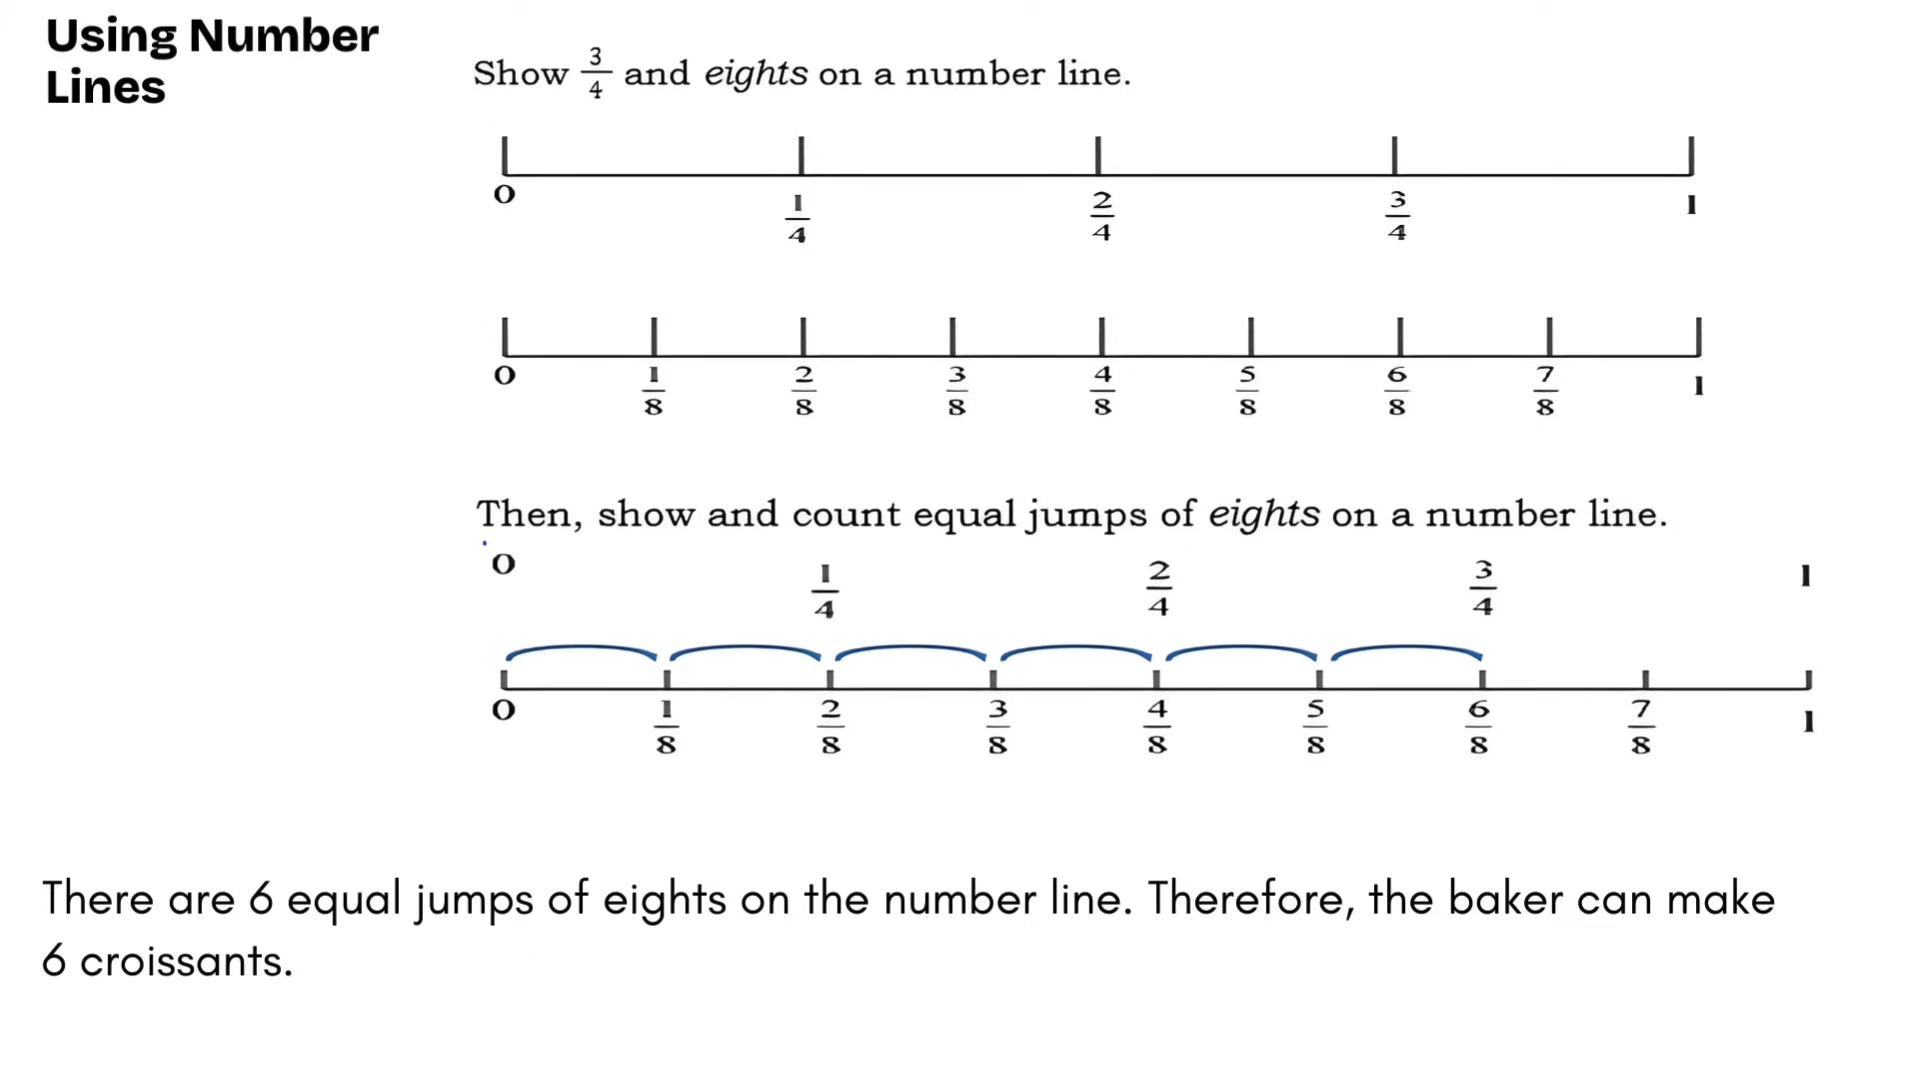 Using Number
Lines
Show 3/4 and eights on a number line.
0 1/4 2/4 3/4 1
0 1/8 2/8 3/8 4/8 5/8 6/8 7/8 1
Then, show and count equal jumps of eights on a number line.
0 1/4 2/4 3/4 1
0 1/8 2/8 3/8 4/8 5/8 6/8 7/8 1
There are 6 equal jumps of eights on the number line. Therefore, the baker can make
6 croissants.